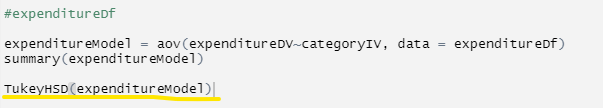 #expenditureDf
expenditureModel = aov(expenditureDV~categoryIV, data = expenditureDf)
summary(expenditureModel)
TukeyHSD(expenditureModel)